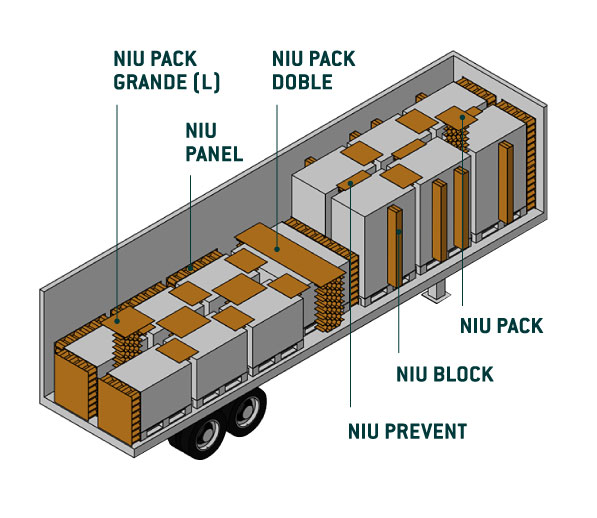 NIU PACK
GRANDE (L)
NIU PACK
DOBLE
NIU
PANEL
NIU PACK
NIU BLOCK
NIU PREVENT